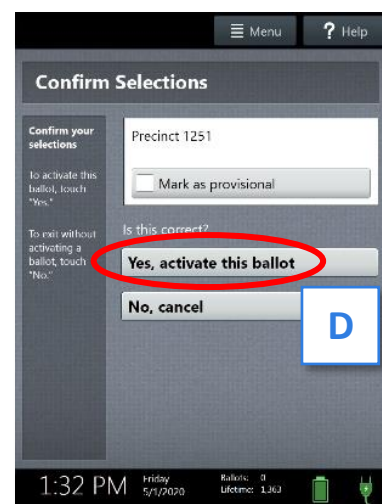 Menu
? Help
Confirm Selections
Confirm your
selections
To activate this
ballot, touch
"Yes."
To exit without
activating a
ballot, touch
"No."
Precinct 1251
Mark as provisional
Is this correct?
Yes, activate this ballot
No, cancel
D
1:32 PM
Friday
5/1/2020
Ballots: 0
Lifetime: 1,363